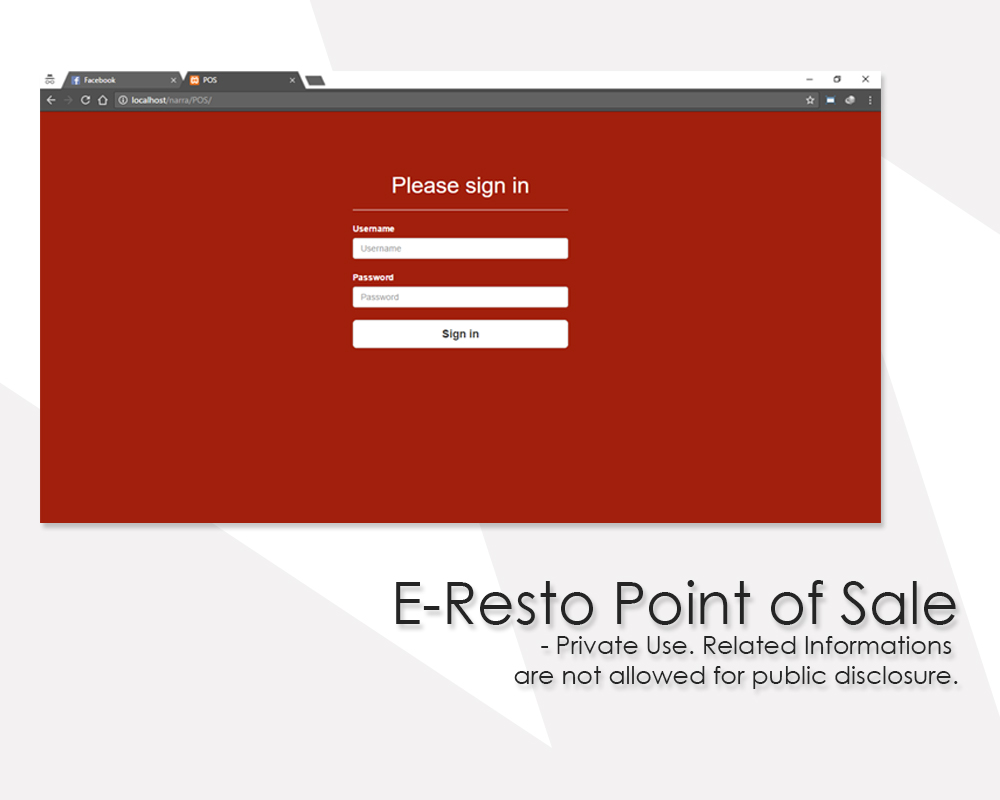 Facebook
POS
localhost/narra/POS/
Please sign in
Username
Username
Password
Password
Sign in
E-Resto Point of Sale
- Private Use. Related Informations
are not allowed for public disclosure.